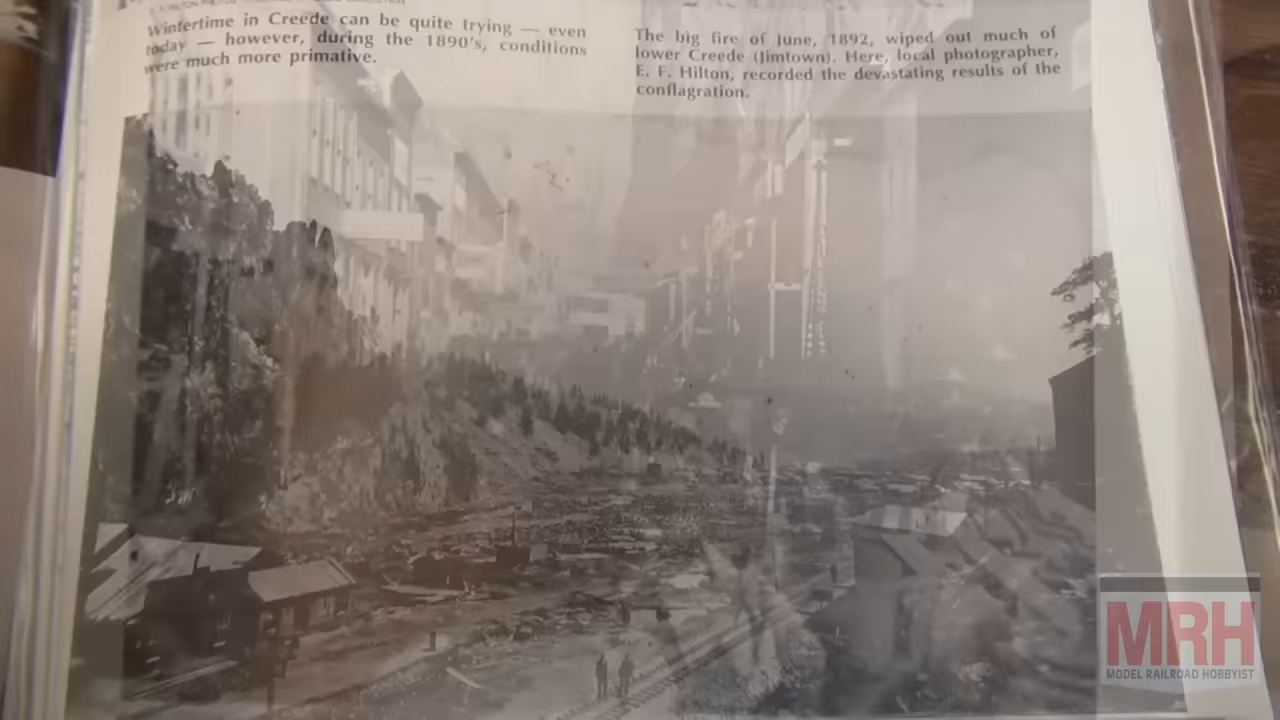 Wintertime in Creede can be quite trying — even
today — however, during the 1890's, conditions
were much more primative.
The big fire of June, 1892, wiped out much of
lower Creede (Jimtown). Here, local photographer,
E. F. Hilton, recorded the devastating results of the
conflagration.
MRH
MODEL RAILROAD HOBBYIST